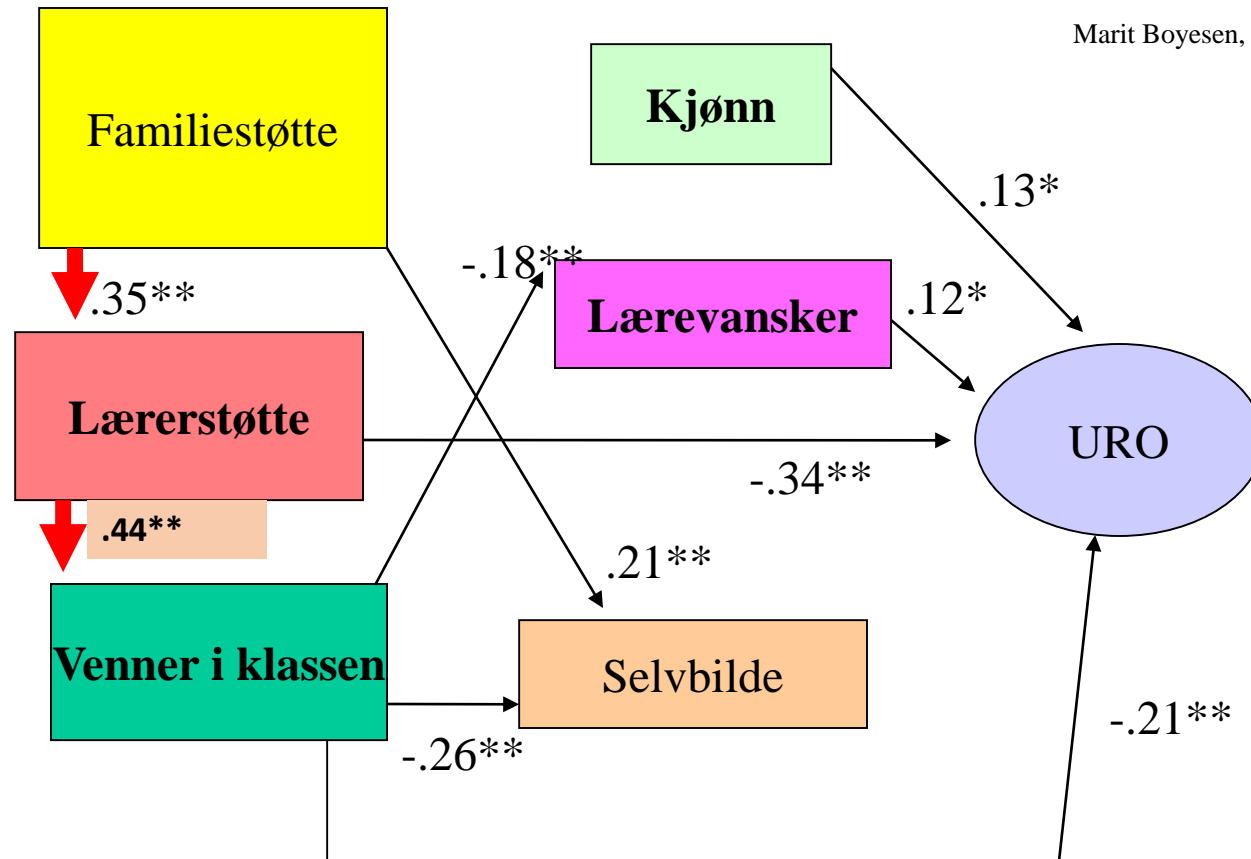 Marit Boyesen,
Familiestøtte
Kjønn
.13*
-.18**
.35**
Lærevansker
.12*
Lærerstøtte
URO
-.34**
.44**
.21**
Venner i klassen
Selvbilde
-.21**
-.26**